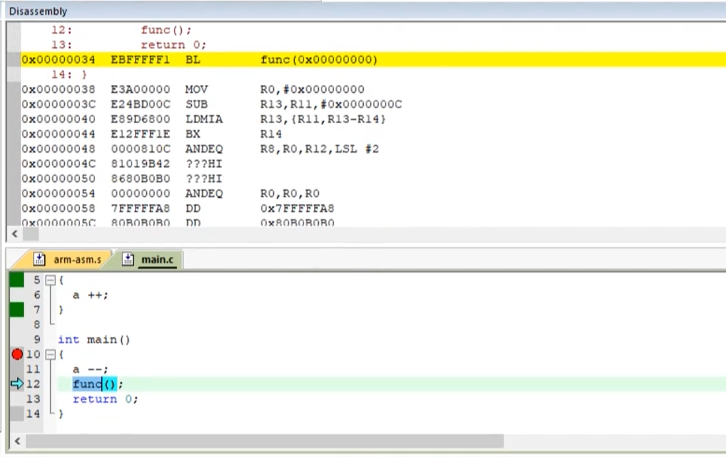 Disassembly
12: func();
13: return 0;
0x00000034 EBFFFFF1 BL func(0x00000000)
14: }
0x00000038 E3A00000 MOV R0,#0x00000000
0x0000003C E24BD00C SUB R13,R11,#0x0000000C
0x00000040 E89D6800 LDMIA R13,{R11,R13-R14}
0x00000044 E12FFF1E BX R14
0x00000048 0000810C ANDEQ R8,R0,R12,LSL #2
0x0000004C 81019B42 ???HI
0x00000050 8680B0B0 ???HI
0x00000054 00000000 ANDEQ R0,R0,R0
0x00000058 7FFFFFA8 DD 0x7FFFFFA8
0x0000005C 80B0B0B0 DD 0x80B0B0B0
arm-asm.s main.c
5 {
6 a ++;
7 }
8
9 int main()
10 {
11 a --;
12 func();
13 return 0;
14 }